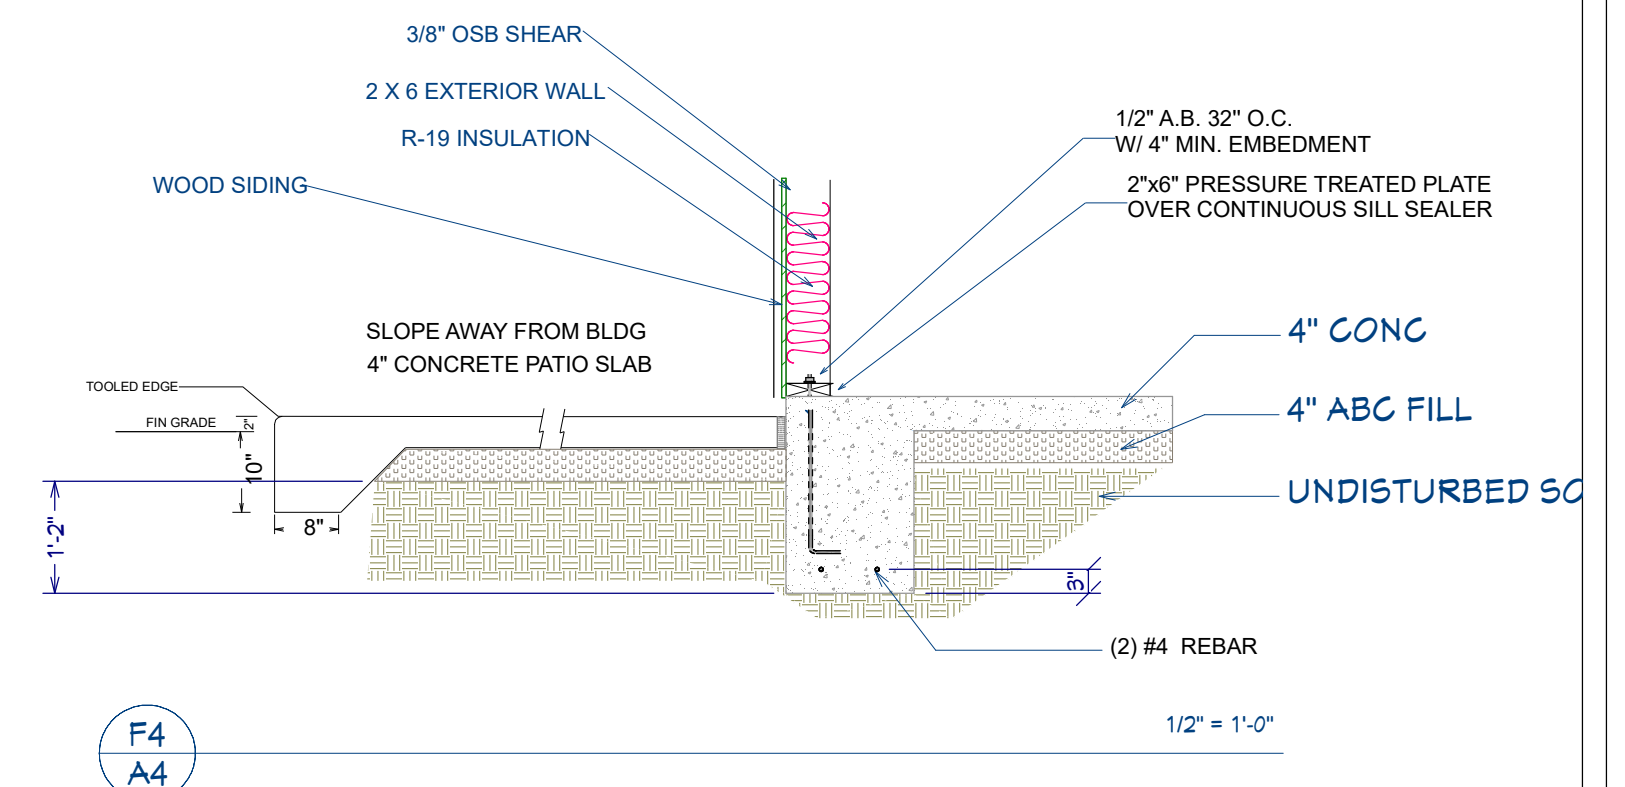 3/8" OSB SHEAR
2 X 6 EXTERIOR WALL
R-19 INSULATION
WOOD SIDING
1/2" A.B. 32" O.C.
W/ 4" MIN. EMBEDMENT
2"x6" PRESSURE TREATED PLATE
OVER CONTINUOUS SILL SEALER
SLOPE AWAY FROM BLDG
4" CONCRETE PATIO SLAB
4" CONC
TOOLED EDGE
4" ABC FILL
FIN GRADE
2"
10"
UNDISTURBED SO
8"
1'-2"
3"
(2) #4 REBAR
1/2" = 1'-0"
F4
A4